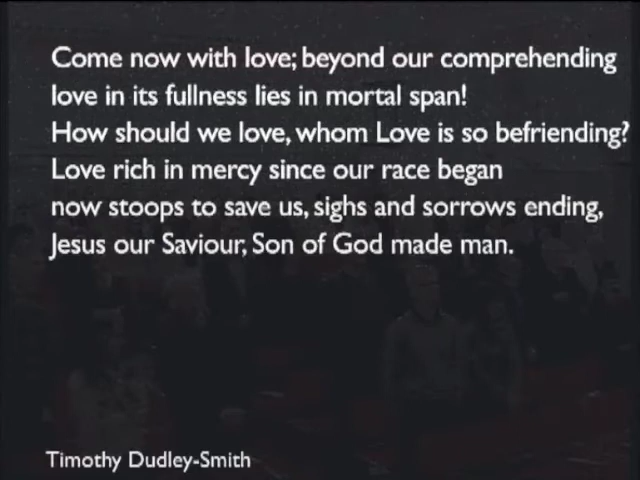 Come now with love; beyond our comprehending
love in its fullness lies in mortal span!
How should we love, whom Love is so befriending?
Love rich in mercy since our race began
now stoops to save us, sighs and sorrows ending,
Jesus our Saviour, Son of God made man.
Timothy Dudley-Smith